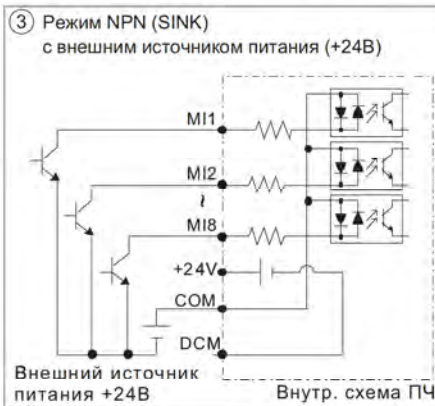 3 Режим NPN (SINK)
с внешним источником питания (+24В)
MI1
MI2
~
MI8
+24V
COM
DCM
Внешний источник
питания +24В
Внутр. схема ПЧ